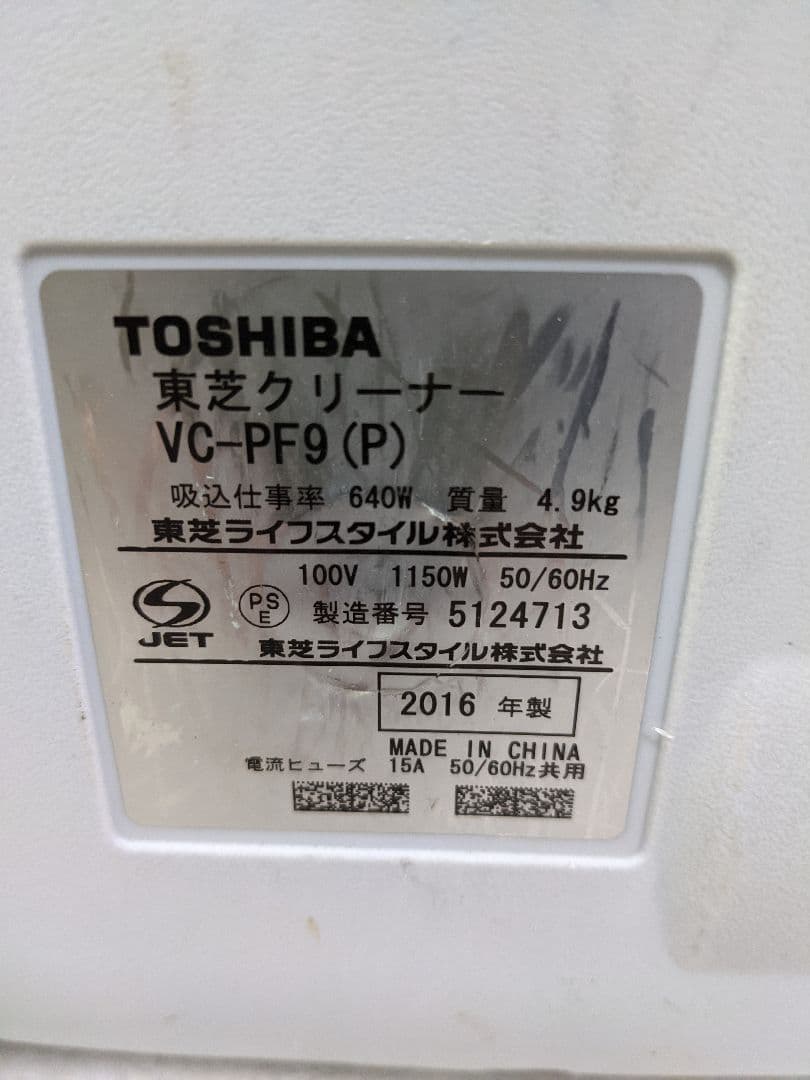 TOSHIBA
東芝クリーナー
VC-PF9(P)
吸込仕事率 640W 質量 4.9kg
東芝ライフスタイル株式会社
100V 1150W 50/60Hz
JET PSE 製造番号 5124713
東芝ライフスタイル株式会社
2016 年製
MADE IN CHINA
電流ヒューズ 15A 50/60Hz共用